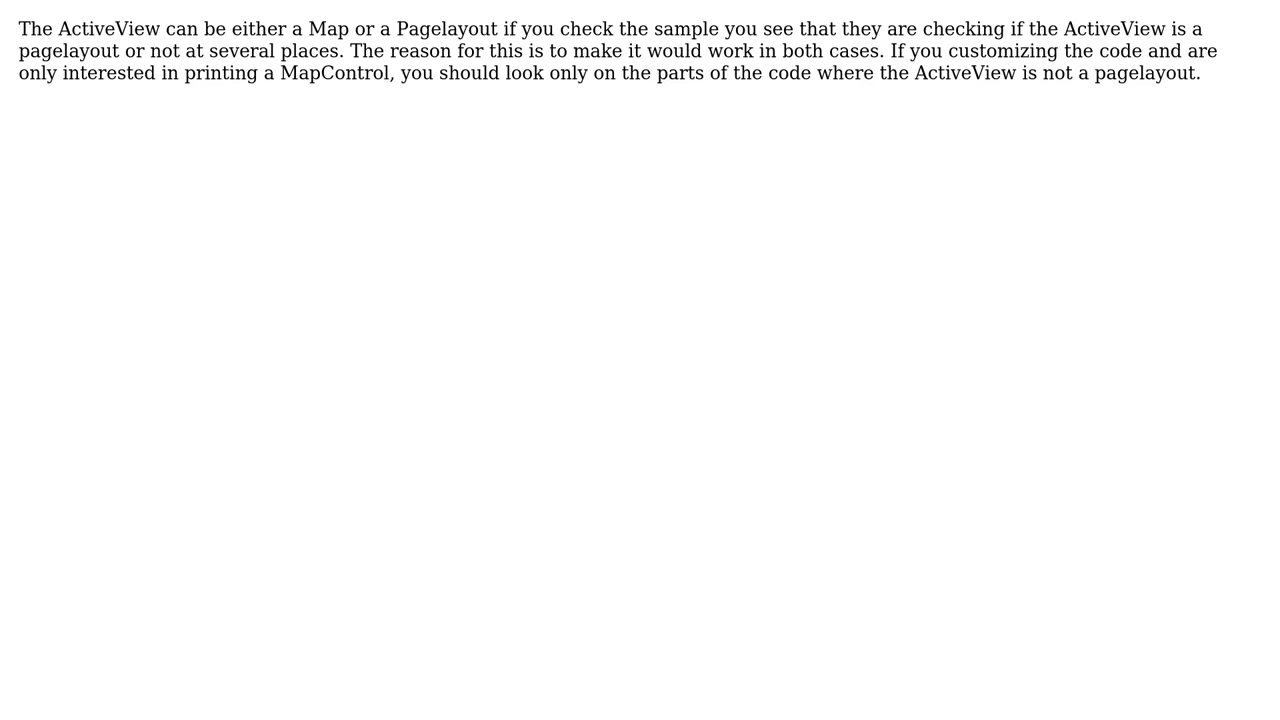 The ActiveView can be either a Map or a Pagelayout if you check the sample you see that they are checking if the ActiveView is a
pagelayout or not at several places. The reason for this is to make it would work in both cases. If you customizing the code and are
only interested in printing a MapControl, you should look only on the parts of the code where the ActiveView is not a pagelayout.